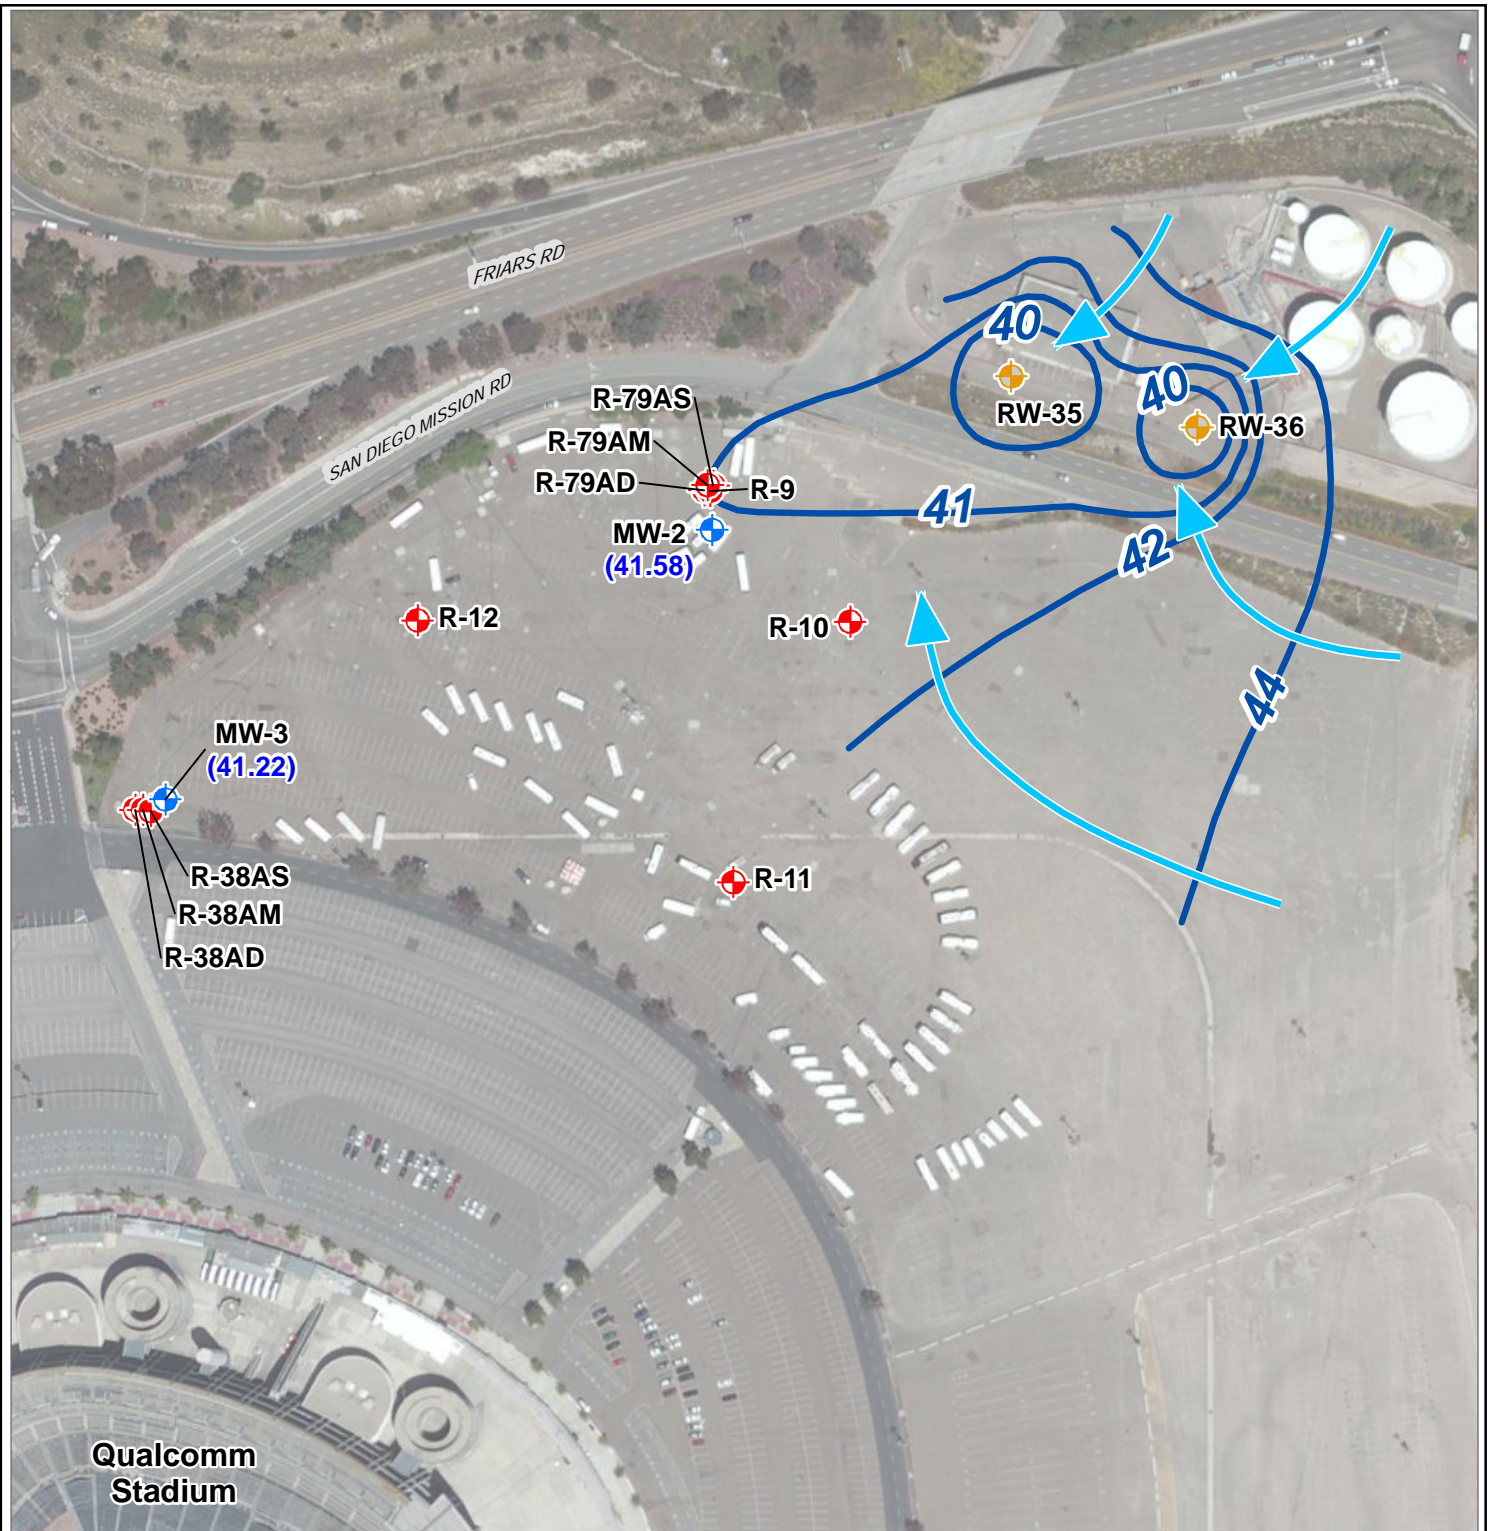 FRIARS RD
SAN DIEGO MISSION RD
40
RW-35
40
RW-36
R-79AS
R-79AM
R-79AD
R-9
41
MW-2
(41.58)
42
R-12
R-10
44
MW-3
(41.22)
R-11
R-38AS
R-38AM
R-38AD
Qualcomm
Stadium